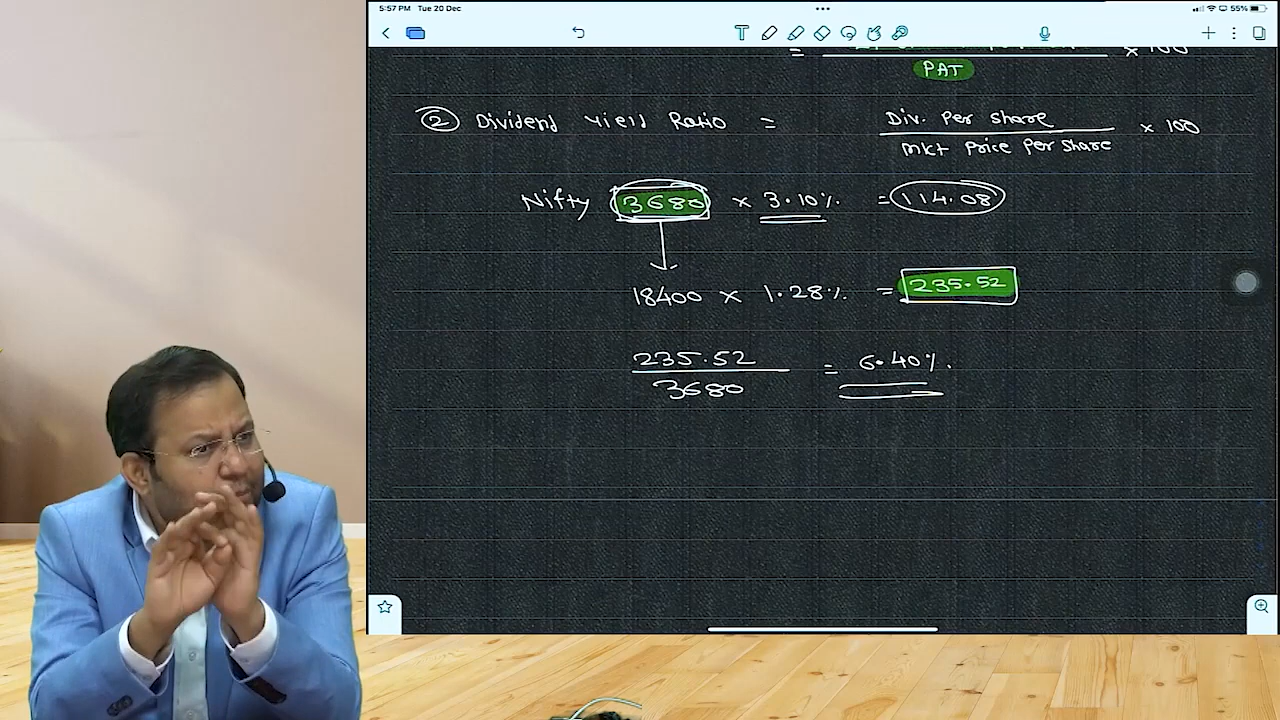 5:57 PM Tue 20 Dec
55%
= × 100
PAT
② Dividend Yield Ratio = Div. Per Share × 100
Mkt Price Per Share
Nifty 3680 × 3.10% = 114.08
18400 × 1.28% = 235.52
235.52 = 6.40%.
3680